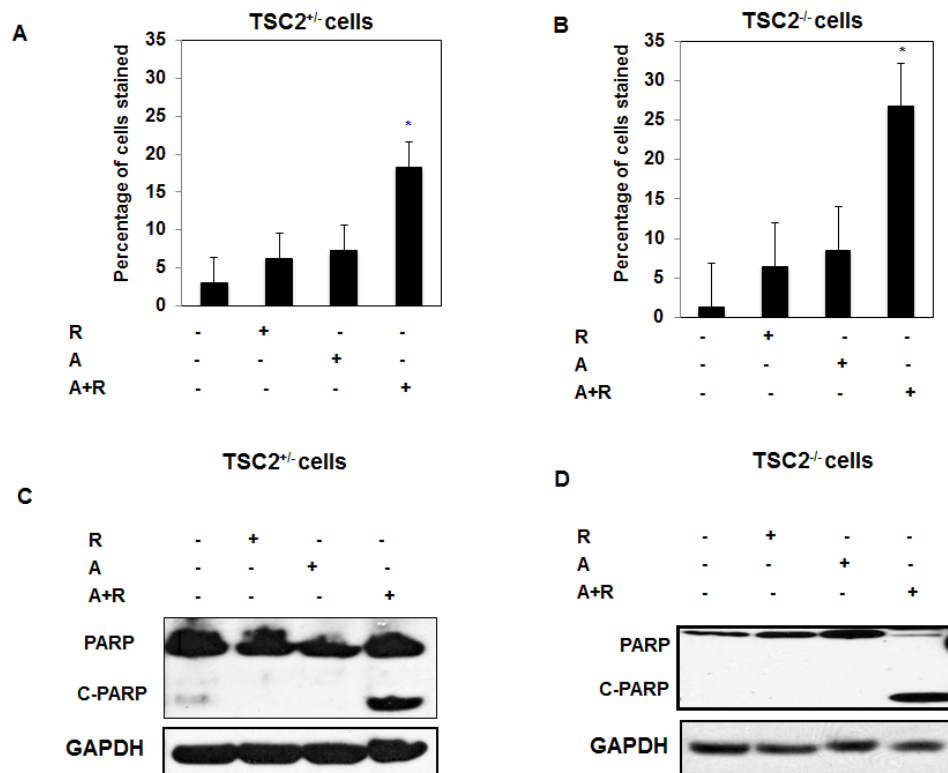 A
TSC2+/- cells
Percentage of cells stained
35
30
25
20
15
10
5
0
*
R - + - -
A - - + -
A+R - - - +
B
TSC2-/- cells
Percentage of cells stained
35
30
25
20
15
10
5
0
*
R - + - -
A - - + -
A+R - - - +
C
TSC2+/- cells
R - + - -
A - - + -
A+R - - - +
PARP
C-PARP
GAPDH
D
TSC2-/- cells
R - + - -
A - - + -
A+R - - - +
PARP
C-PARP
GAPDH